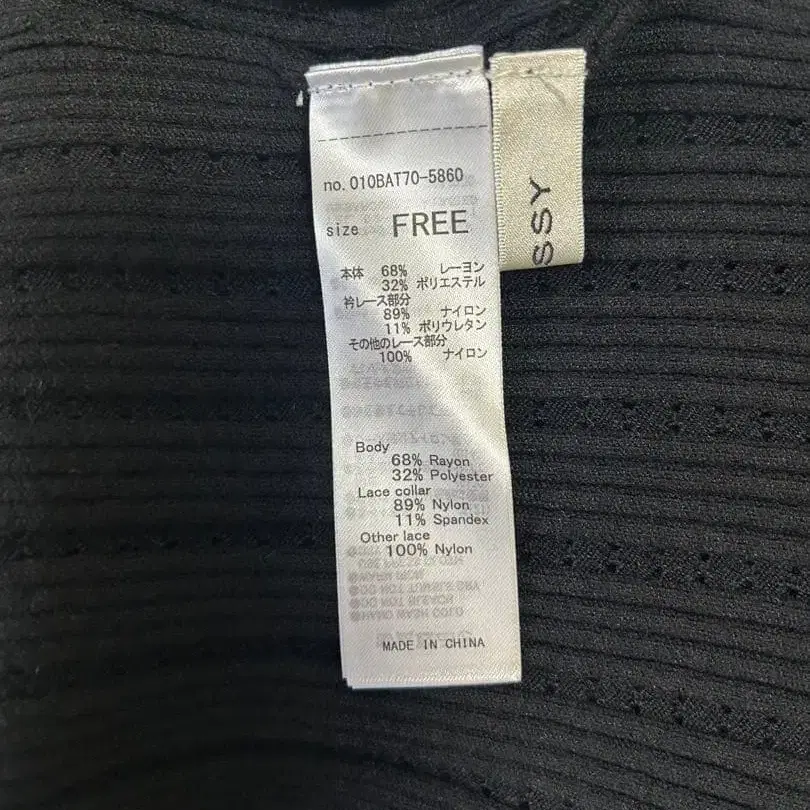 no. 010BAT70-5860
size FREE
本体 68% レーヨン
32% ポリエステル
衿レース部分
89% ナイロン
11% ポリウレタン
その他のレース部分
100% ナイロン
Body
68% Rayon
32% Polyester
Lace collar
89% Nylon
11% Spandex
Other lace
100% Nylon
MADE IN CHINA
SSY